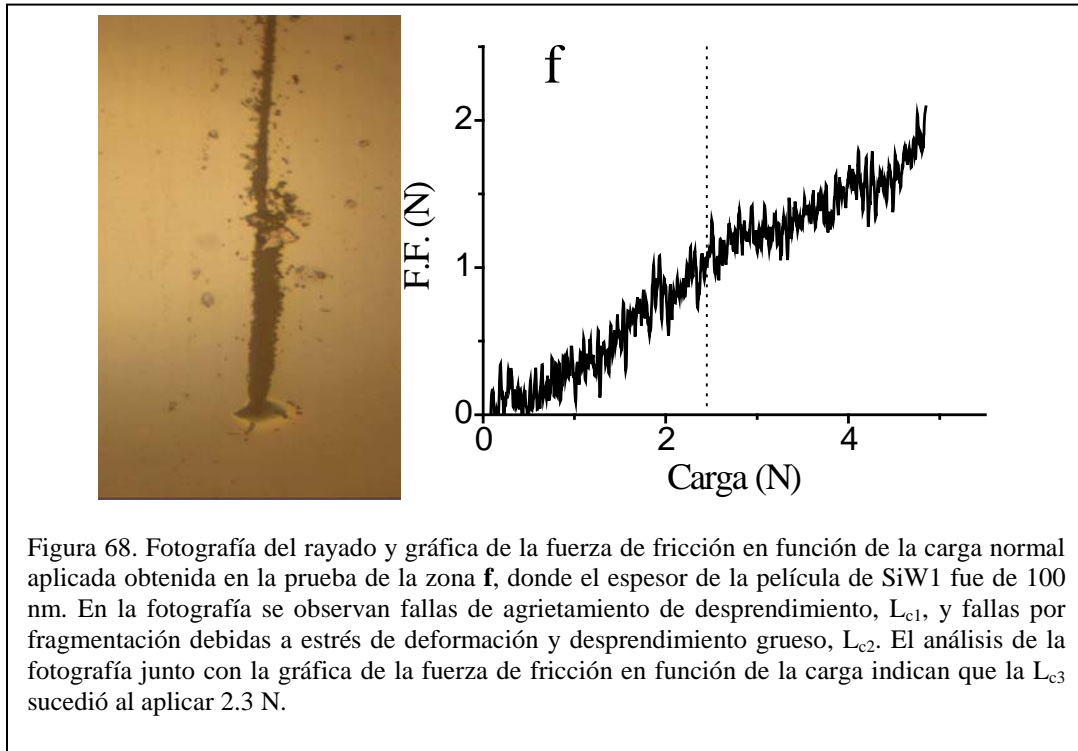 f
2
1
0
F.F. (N)
0
2
4
Carga (N)
Figura 68. Fotografía del rayado y gráfica de la fuerza de fricción en función de la carga normal
aplicada obtenida en la prueba de la zona f, donde el espesor de la película de SiW1 fue de 100
nm. En la fotografía se observan fallas de agrietamiento de desprendimiento, Lc1, y fallas por
fragmentación debidas a estrés de deformación y desprendimiento grueso, Lc2. El análisis de la
fotografía junto con la gráfica de la fuerza de fricción en función de la carga indican que la Lc3
sucedió al aplicar 2.3 N.